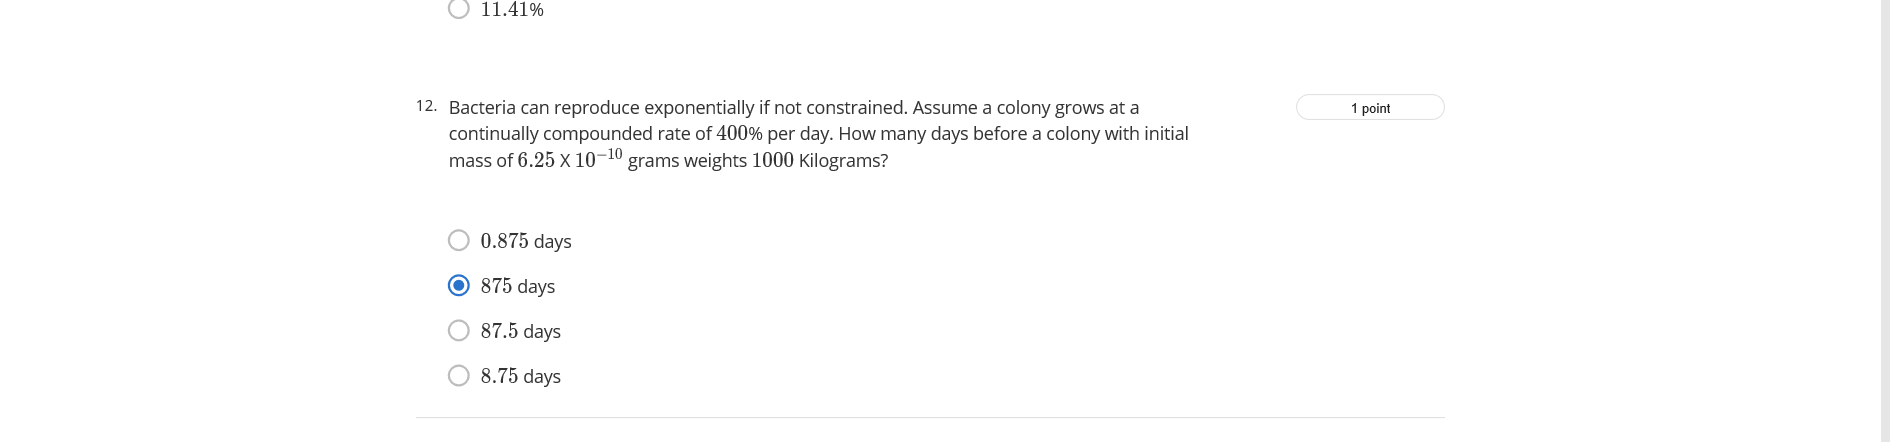 11.41%
12. Bacteria can reproduce exponentially if not constrained. Assume a colony grows at a
1 point
continually compounded rate of 400% per day. How many days before a colony with initial
mass of 6.25 X 10⁻¹⁰ grams weights 1000 Kilograms?
0.875 days
875 days
87.5 days
8.75 days